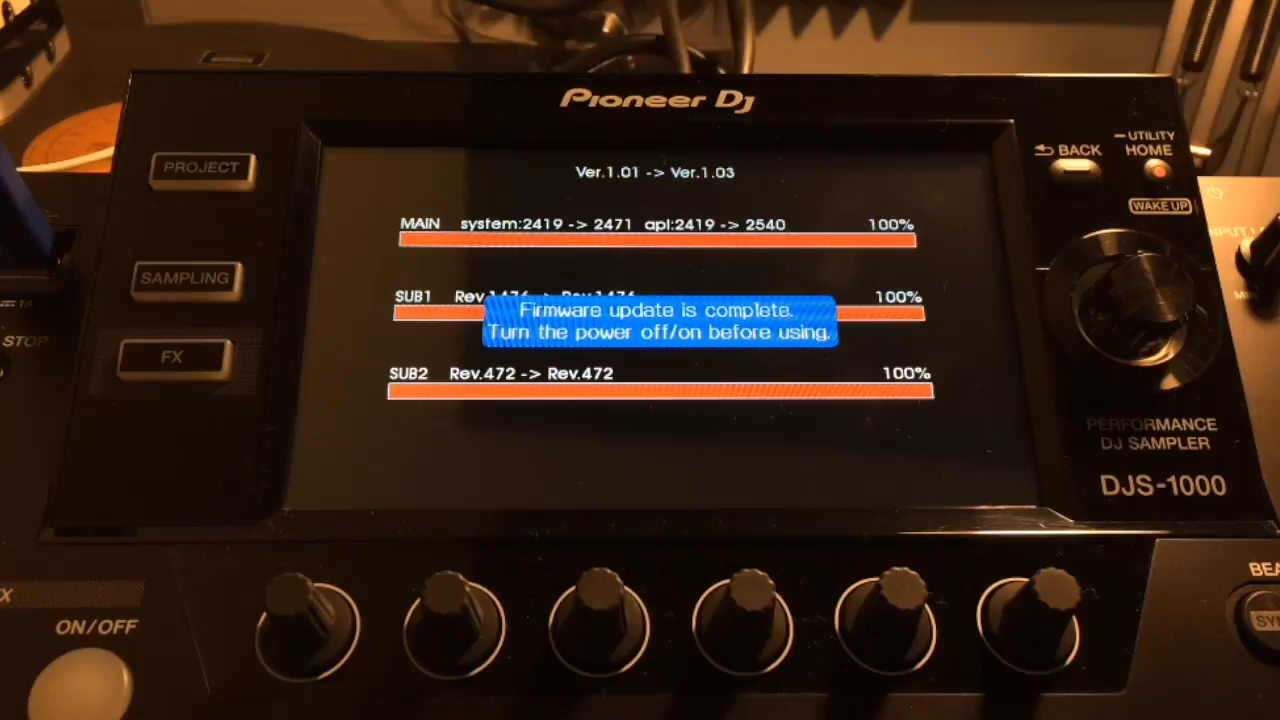 Pioneer Dj
PROJECT
BACK
UTILITY
HOME
WAKE UP
Ver.1.01 -> Ver.1.03
MAIN system:2419 -> 2471 apl:2419 -> 2540 100%
SAMPLING
SUB1 100%
Firmware update is complete.
Turn the power off/on before using.
1A
STOP
FX
SUB2 Rev.472 -> Rev.472 100%
PERFORMANCE
DJ SAMPLER
DJS-1000
ON/OFF